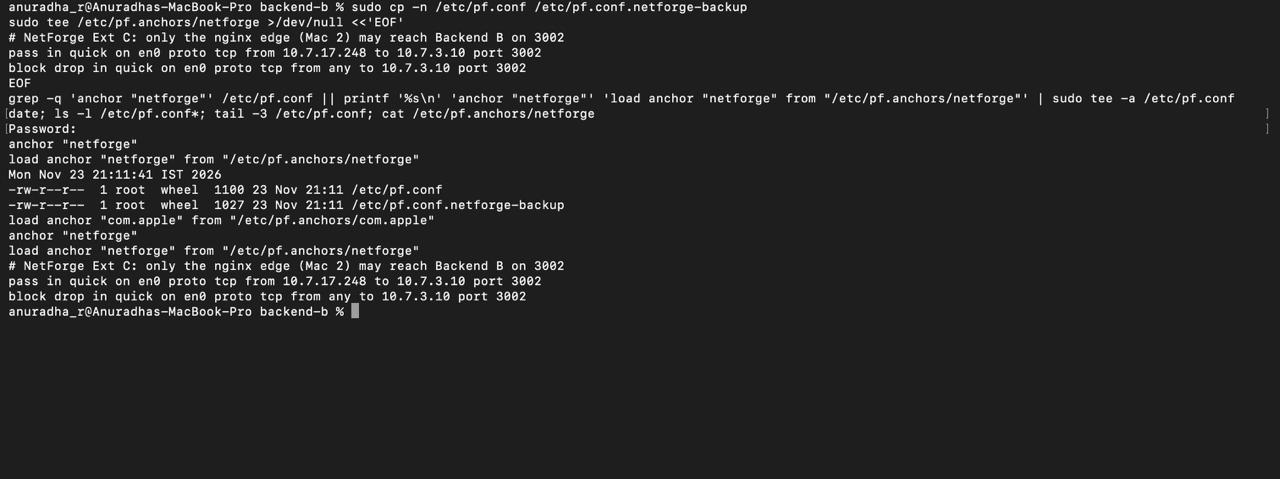 anuradha_r@Anuradhas-MacBook-Pro backend-b % sudo cp -n /etc/pf.conf /etc/pf.conf.netforge-backup
sudo tee /etc/pf.anchors/netforge >/dev/null <<'EOF'
# NetForge Ext C: only the nginx edge (Mac 2) may reach Backend B on 3002
pass in quick on en0 proto tcp from 10.7.17.248 to 10.7.3.10 port 3002
block drop in quick on en0 proto tcp from any to 10.7.3.10 port 3002
EOF
grep -q 'anchor "netforge"' /etc/pf.conf || printf '%s\n' 'anchor "netforge"' 'load anchor "netforge" from "/etc/pf.anchors/netforge"' | sudo tee -a /etc/pf.conf
[date; ls -l /etc/pf.conf*; tail -3 /etc/pf.conf; cat /etc/pf.anchors/netforge ]
[Password: ]
anchor "netforge"
load anchor "netforge" from "/etc/pf.anchors/netforge"
Mon Nov 23 21:11:41 IST 2026
-rw-r--r--  1 root  wheel  1100 23 Nov 21:11 /etc/pf.conf
-rw-r--r--  1 root  wheel  1027 23 Nov 21:11 /etc/pf.conf.netforge-backup
load anchor "com.apple" from "/etc/pf.anchors/com.apple"
anchor "netforge"
load anchor "netforge" from "/etc/pf.anchors/netforge"
# NetForge Ext C: only the nginx edge (Mac 2) may reach Backend B on 3002
pass in quick on en0 proto tcp from 10.7.17.248 to 10.7.3.10 port 3002
block drop in quick on en0 proto tcp from any to 10.7.3.10 port 3002
anuradha_r@Anuradhas-MacBook-Pro backend-b %